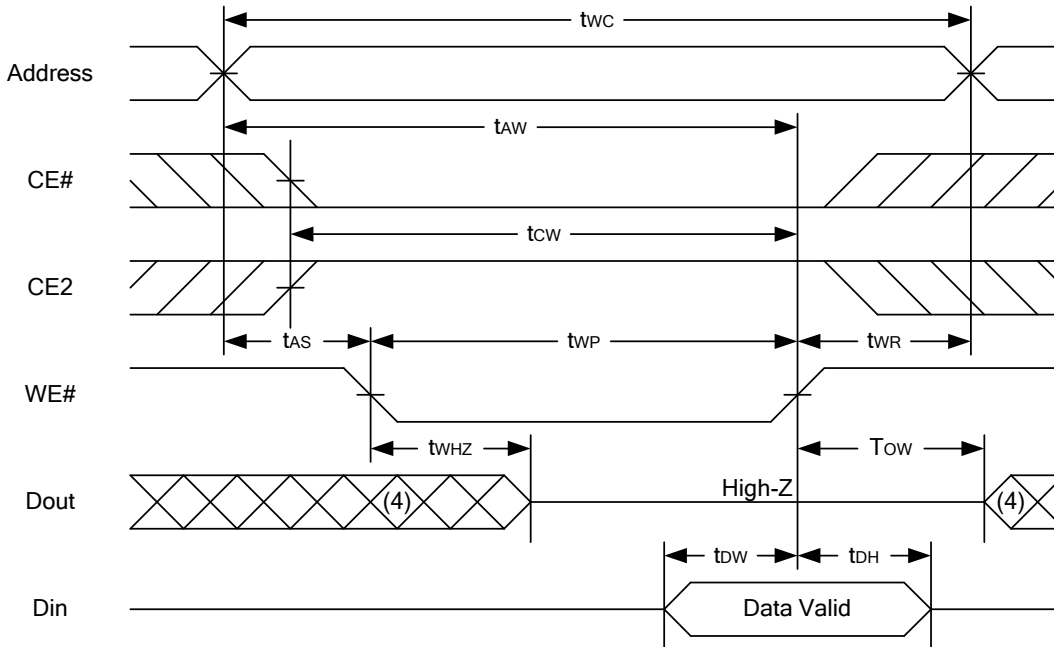 tWC
Address
tAW
CE#
tCW
CE2
tAS
tWP
tWR
WE#
tWHZ
TOW
Dout
(4)
High-Z
(4)
tDW
tDH
Din
Data Valid